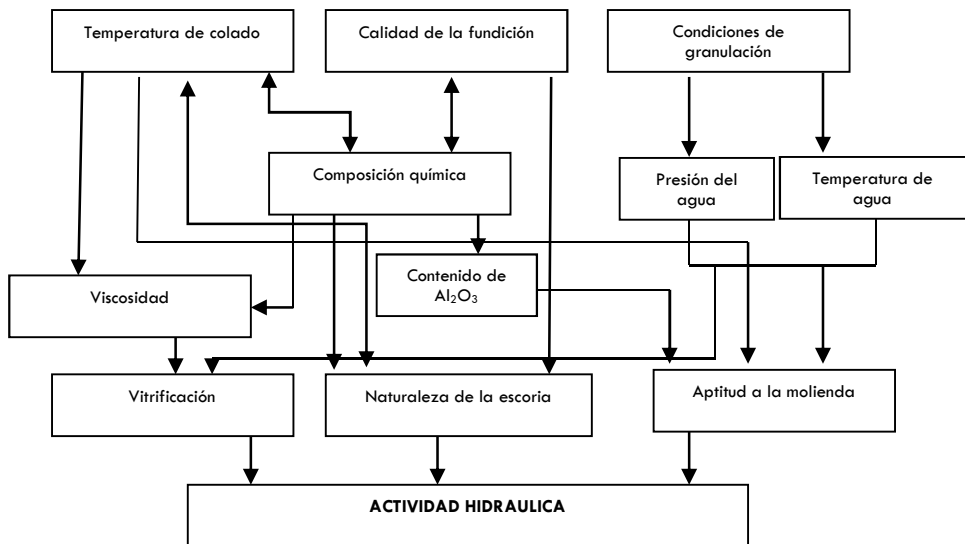 Temperatura de colado
Calidad de la fundición
Condiciones de
granulación
Composición química
Presión del
agua
Temperatura de
agua
Viscosidad
Contenido de
Al₂O₃
Vitrificación
Naturaleza de la escoria
Aptitud a la molienda
ACTIVIDAD HIDRAULICA